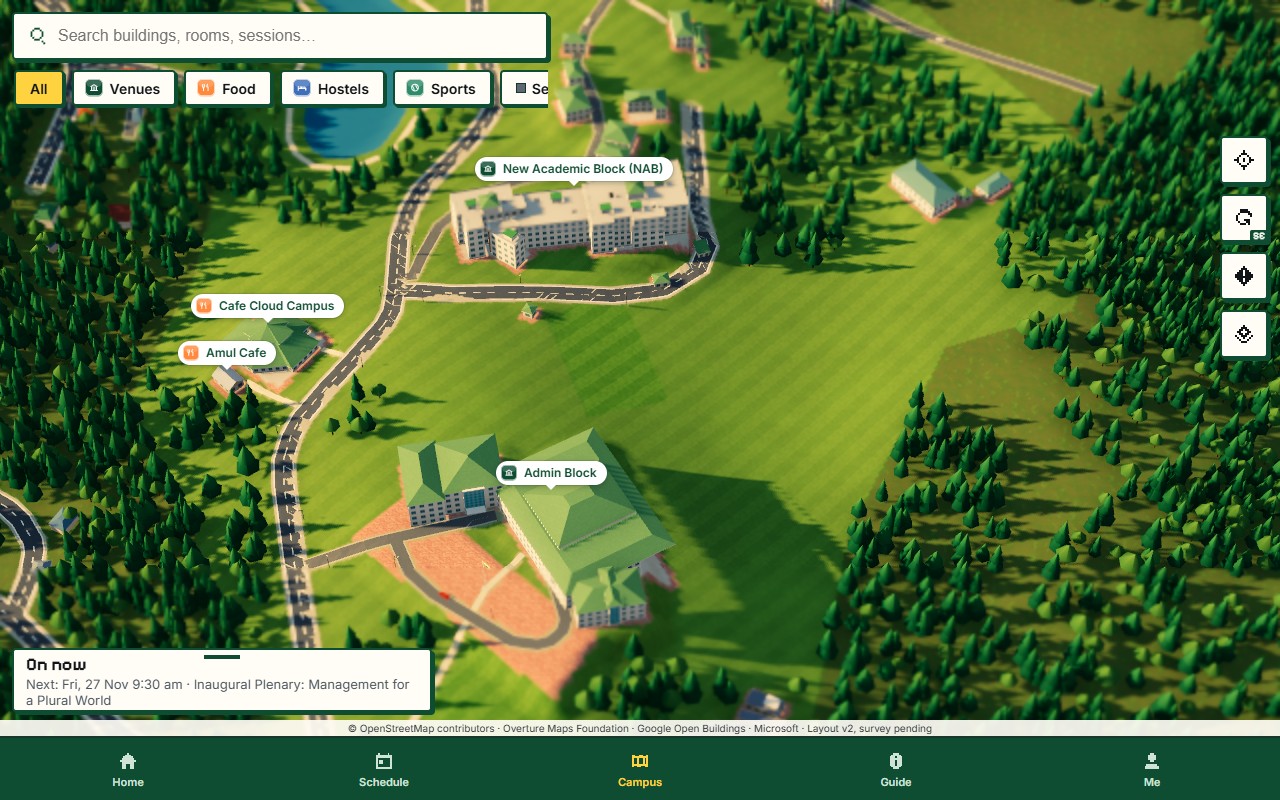 Search buildings, rooms, sessions…
All
Venues
Food
Hostels
Sports
Se
New Academic Block (NAB)
SE
Cafe Cloud Campus
Amul Cafe
Admin Block
On now
Next: Fri, 27 Nov 9:30 am · Inaugural Plenary: Management for
a Plural World
© OpenStreetMap contributors · Overture Maps Foundation · Google Open Buildings · Microsoft · Layout v2, survey pending
Home
Schedule
Campus
Guide
Me